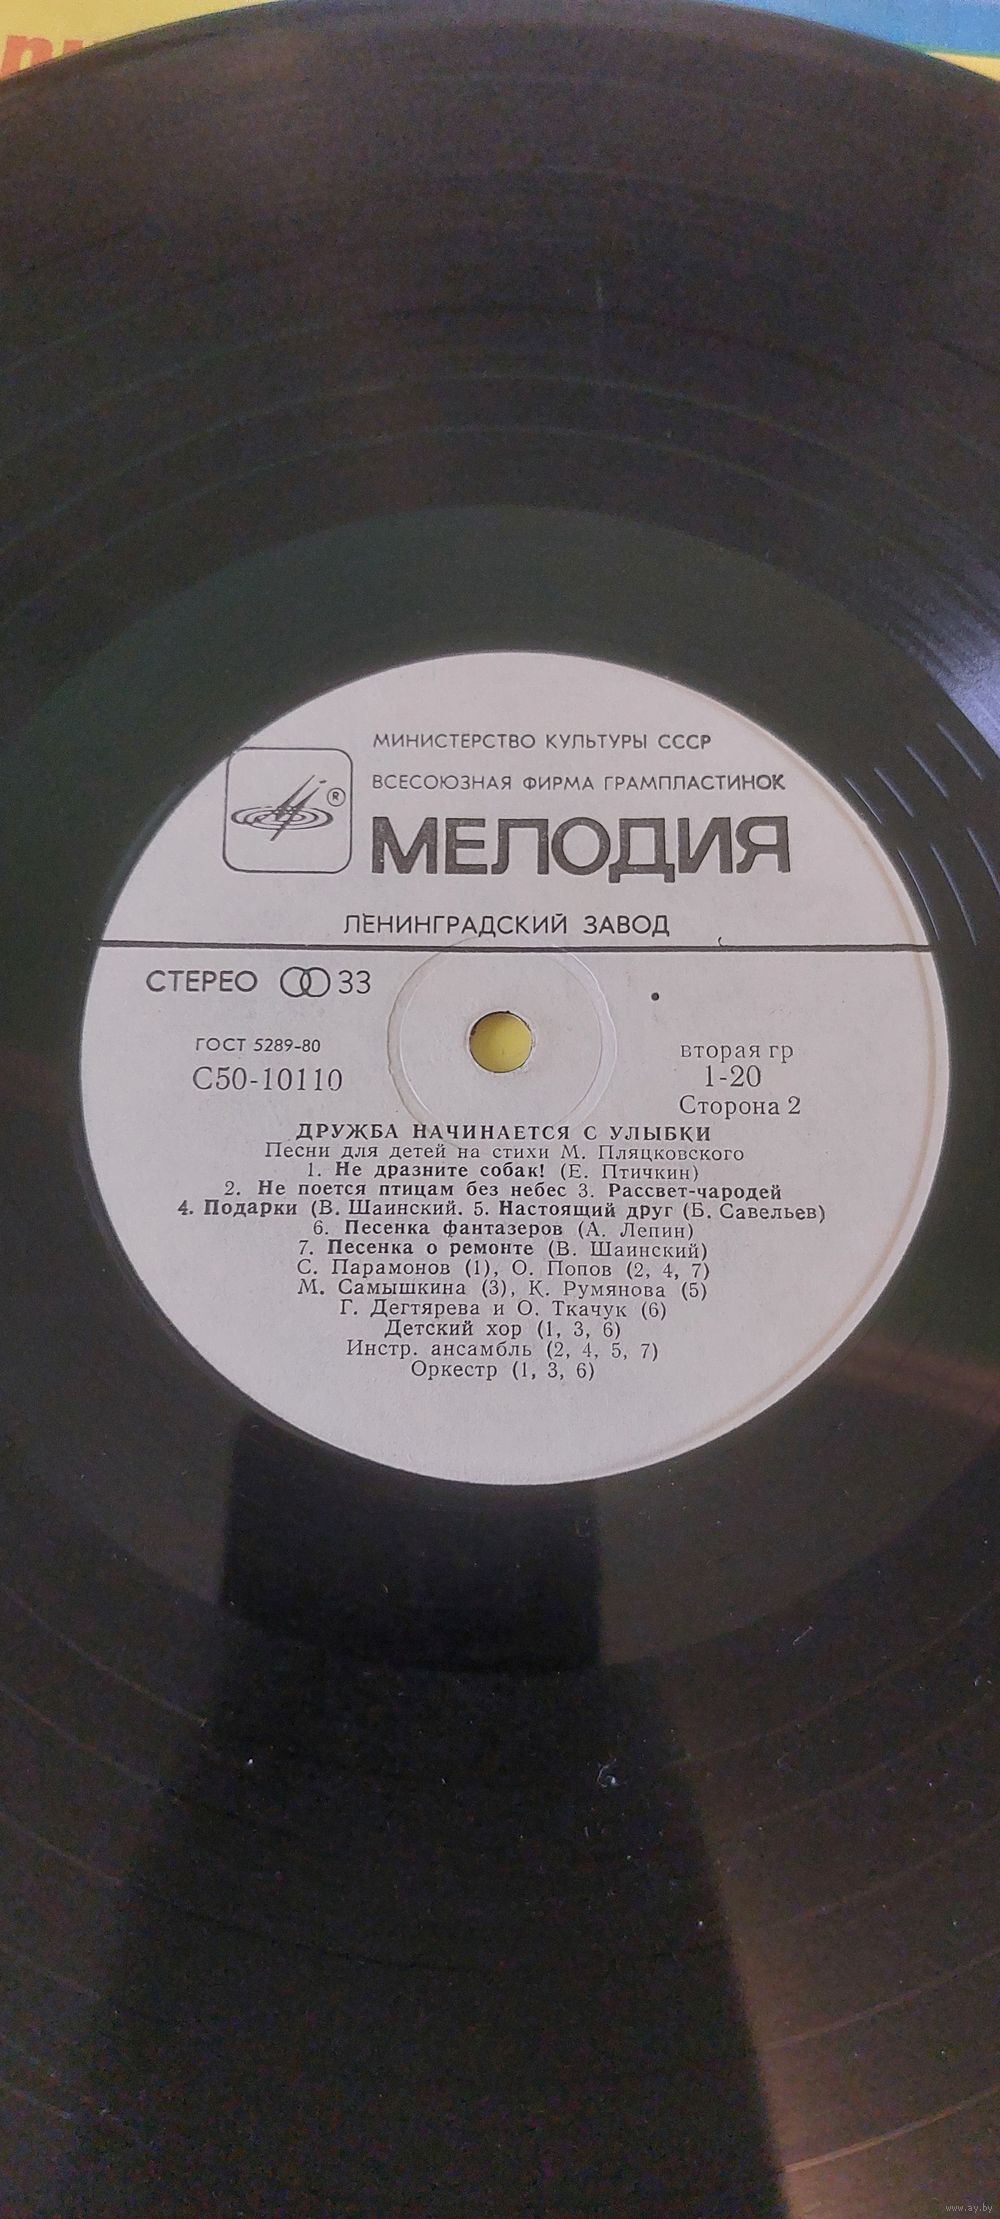 МИНИСТЕРСТВО КУЛЬТУРЫ СССР
ВСЕСОЮЗНАЯ ФИРМА ГРАМПЛАСТИНОК
®
МЕЛОДИЯ
ЛЕНИНГРАДСКИЙ ЗАВОД
СТЕРЕО 33
ГОСТ 5289-80
С50-10110
вторая гр
1-20
Сторона 2
ДРУЖБА НАЧИНАЕТСЯ С УЛЫБКИ
Песни для детей на стихи М. Пляцковского
1. Не дразните собак! (Е. Птичкин)
2. Не поется птицам без небес 3. Рассвет-чародей
4. Подарки (В. Шаинский. 5. Настоящий друг (Б. Савельев)
6. Песенка фантазеров (А. Лепин)
7. Песенка о ремонте (В. Шаинский)
С. Парамонов (1), О. Попов (2, 4, 7)
М. Самышкина (3), К. Румянова (5)
Г. Дегтярева и О. Ткачук (6)
Детский хор (1, 3, 6)
Инстр. ансамбль (2, 4, 5, 7)
Оркестр (1, 3, 6)
www.ay.by